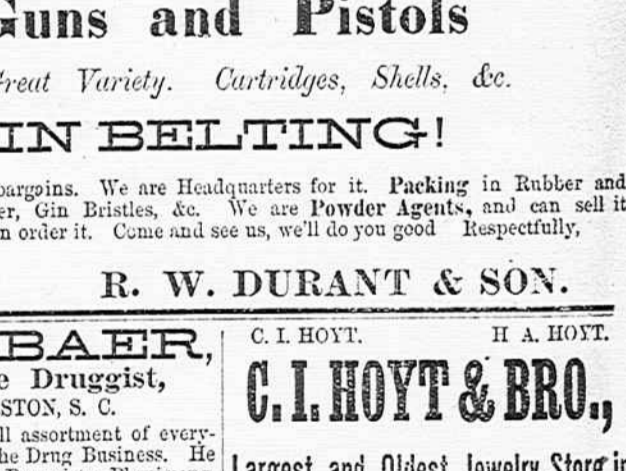 Guns and Pistols
Great Variety. Cartridges, Shells, &c.
IN BELTING!
bargains. We are Headquarters for it. Packing in Rubber and
er, Gin Bristles, &c. We are Powder Agents, and can sell it
n order it. Come and see us, we'll do you good Respectfully,
R. W. DURANT & SON.
BAER,
e Druggist,
STON, S. C.
ll assortment of every-
he Drug Business. He
C. I. HOYT. H A. HOYT.
C. I. HOYT & BRO.,
Largest and Oldest Jewelry Store in